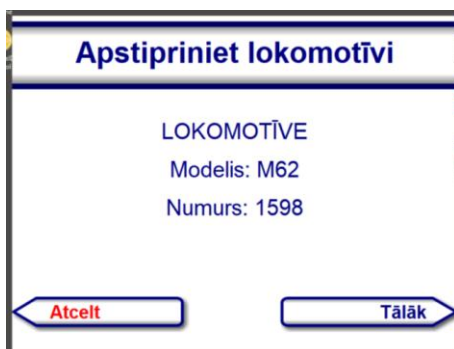 Apstipriniet lokomotīvi
LOKOMOTĪVE
Modelis: M62
Numurs: 1598
Atcelt
Tālāk